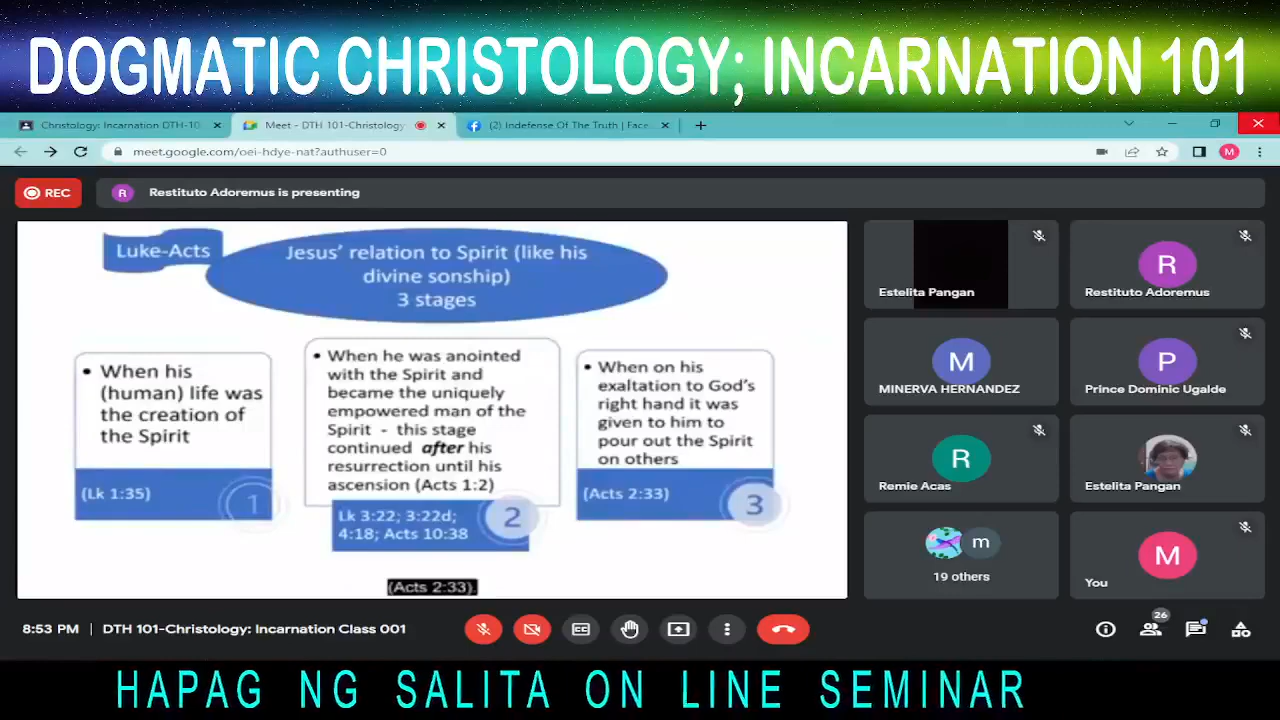 DOGMATIC CHRISTOLOGY; INCARNATION 101
Christology: Incarnation DTH-10
Meet - DTH 101-Christology
(2) Indefense Of The Truth | Face
meet.google.com/oei-hdye-nat?authuser=0
M
REC
R
Restituto Adoremus is presenting
Luke-Acts
Jesus' relation to Spirit (like his
divine sonship)
3 stages
• When his
(human) life was
the creation of
the Spirit
(Lk 1:35)
1
• When he was anointed
with the Spirit and
became the uniquely
empowered man of the
Spirit - this stage
continued after his
resurrection until his
ascension (Acts 1:2)
Lk 3:22; 3:22d;
4:18; Acts 10:38
2
• When on his
exaltation to God's
right hand it was
given to him to
pour out the Spirit
on others
(Acts 2:33)
3
(Acts 2:33).
Estelita Pangan
R
Restituto Adoremus
M
MINERVA HERNANDEZ
P
Prince Dominic Ugalde
R
Remie Acas
Estelita Pangan
m
19 others
M
You
8:53 PM | DTH 101-Christology: Incarnation Class 001
26
HAPAG NG SALITA ON LINE SEMINAR